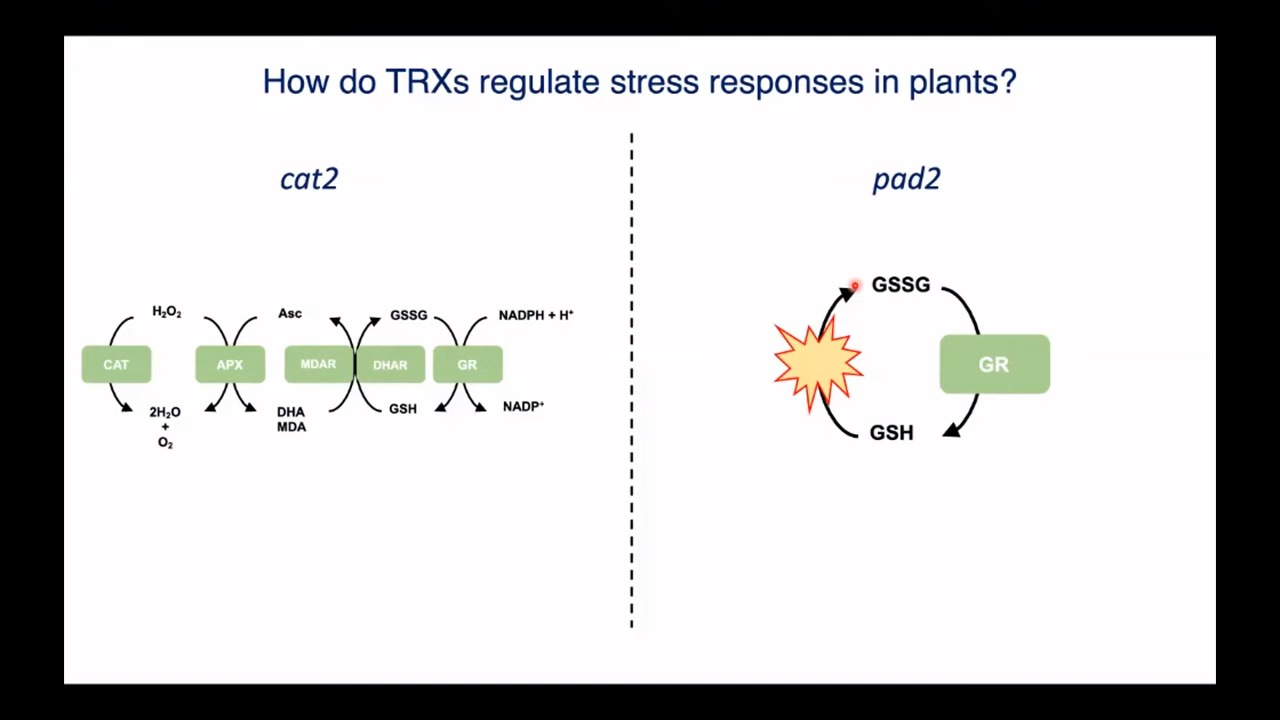 How do TRXs regulate stress responses in plants?
cat2
H₂O₂
Asc
GSSG
NADPH + H⁺
CAT
APX
MDAR
DHAR
GR
2H₂O
+
O₂
DHA
MDA
GSH
NADP⁺
pad2
GSSG
GR
GSH